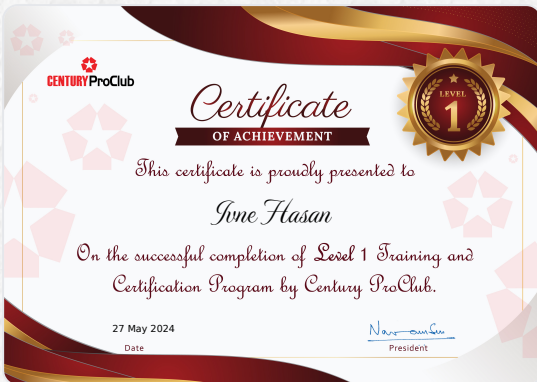 CENTURY ProClub
LEVEL
1
Certificate
OF ACHIEVEMENT
This certificate is proudly presented to
Ivne Hasan
On the successful completion of Level 1 Training and
Certification Program by Century ProClub.
27 May 2024
Date
President